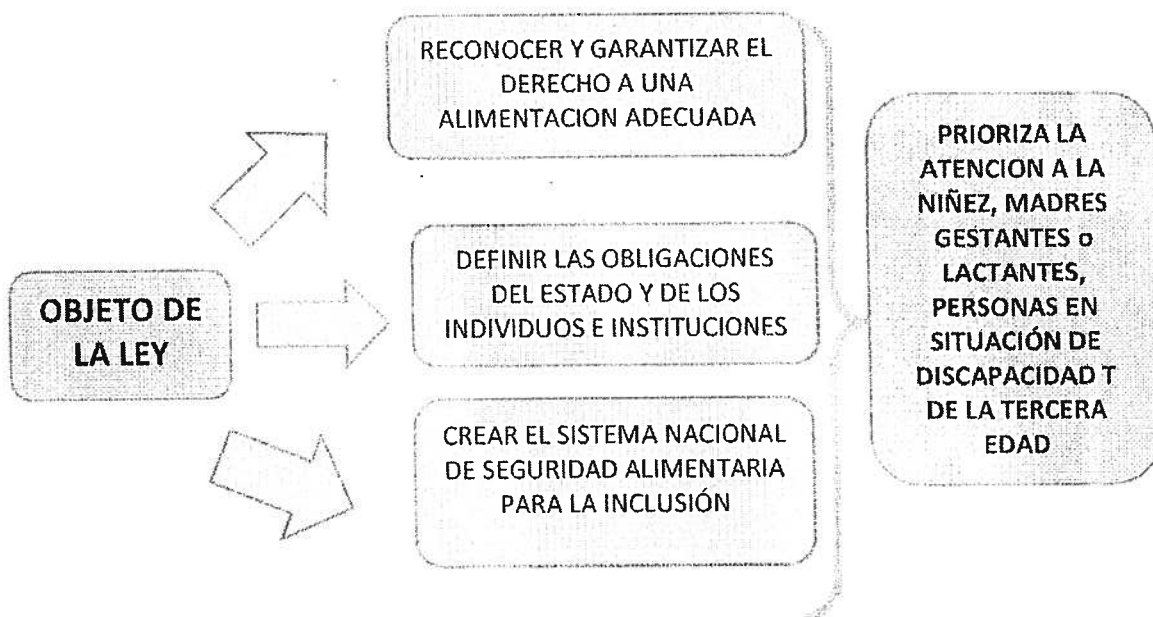 OBJETO DE
LA LEY
RECONOCER Y GARANTIZAR EL
DERECHO A UNA
ALIMENTACION ADECUADA
DEFINIR LAS OBLIGACIONES
DEL ESTADO Y DE LOS
INDIVIDUOS E INSTITUCIONES
CREAR EL SISTEMA NACIONAL
DE SEGURIDAD ALIMENTARIA
PARA LA INCLUSIÓN
PRIORIZA LA
ATENCION A LA
NIÑEZ, MADRES
GESTANTES o
LACTANTES,
PERSONAS EN
SITUACIÓN DE
DISCAPACIDAD T
DE LA TERCERA
EDAD